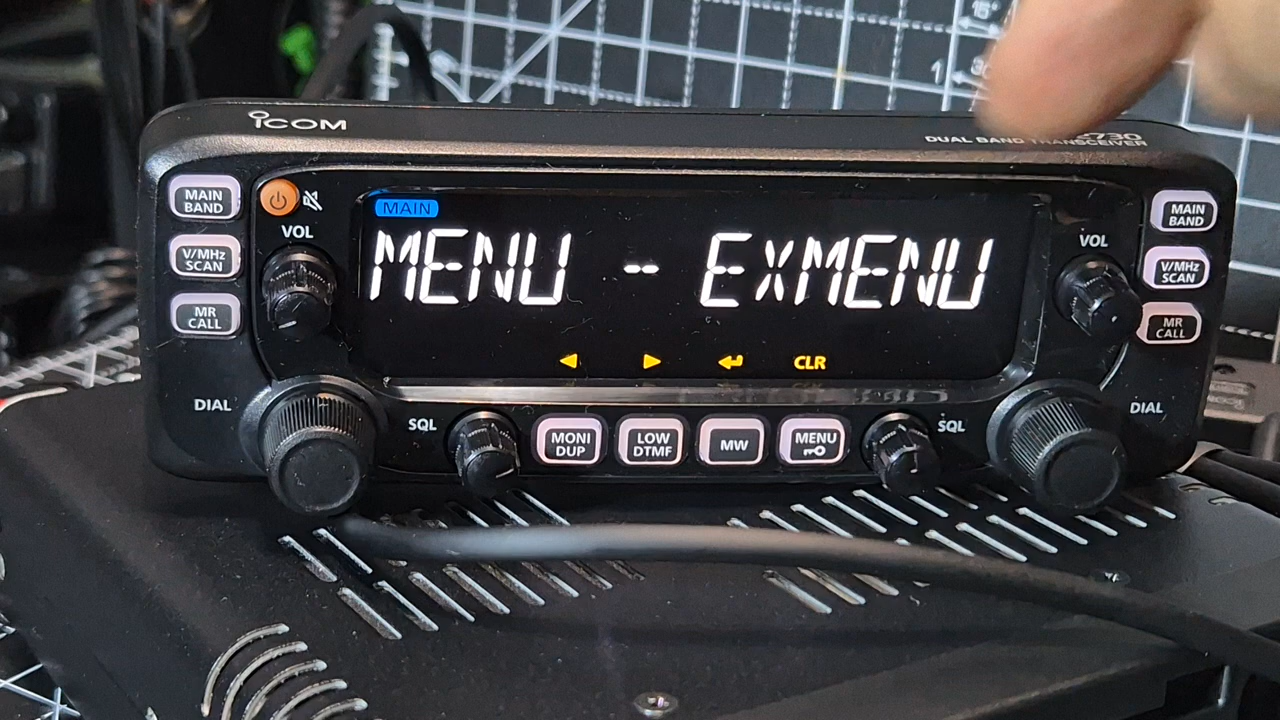 ICOM
DUAL BAND TRANSCEIVER
MAIN BAND
V/MHz SCAN
MR CALL
VOL
MAIN
MENU -- EXMENU
CLR
VOL
MAIN BAND
V/MHz SCAN
MR CALL
DIAL
SQL
MONI DUP
LOW DTMF
MW
MENU
SQL
DIAL